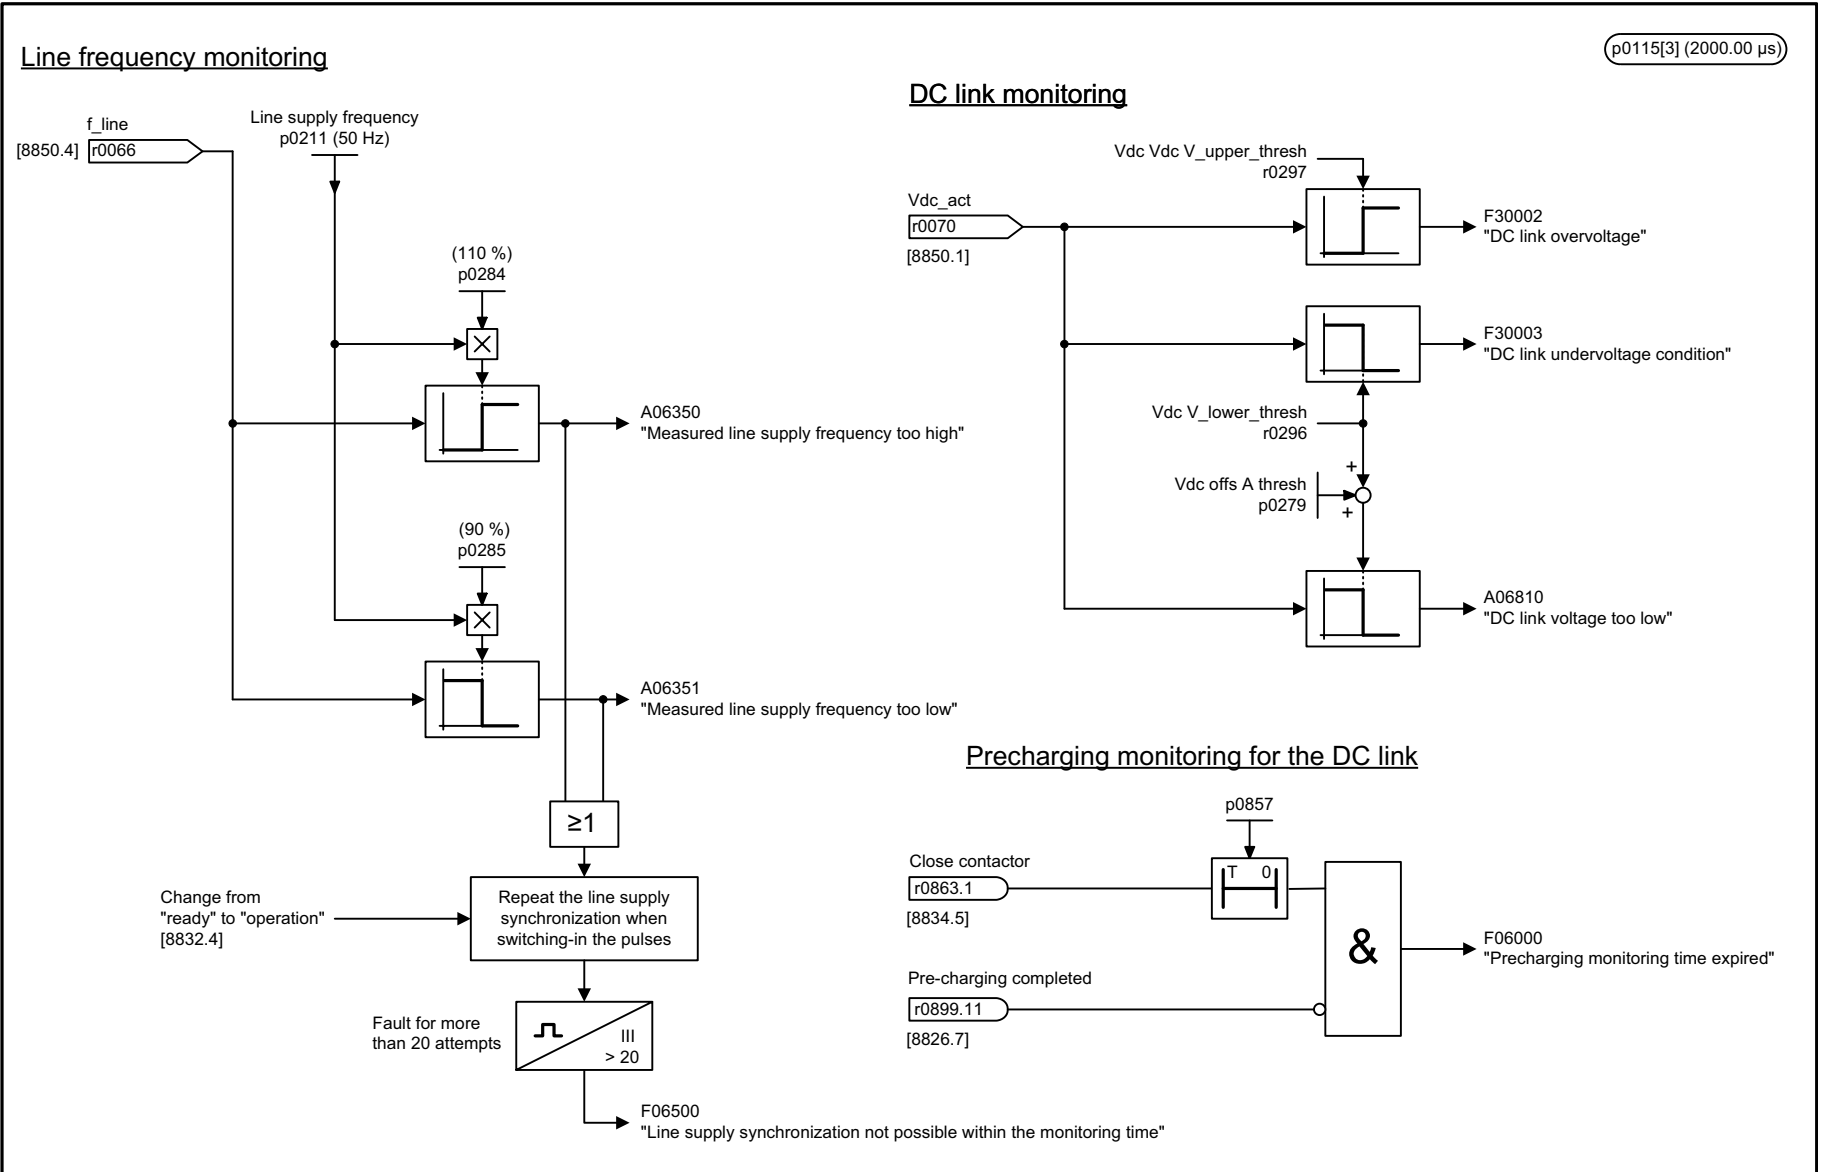 Line frequency monitoring
p0115[3] (2000.00 µs)
f_line
[8850.4]
r0066
Line supply frequency
p0211 (50 Hz)
(110 %)
p0284
A06350
"Measured line supply frequency too high"
(90 %)
p0285
A06351
"Measured line supply frequency too low"
≥1
Change from
"ready" to "operation"
[8832.4]
Repeat the line supply
synchronization when
switching-in the pulses
Fault for more
than 20 attempts
III
> 20
F06500
"Line supply synchronization not possible within the monitoring time"
DC link monitoring
Vdc Vdc V_upper_thresh
r0297
Vdc_act
r0070
[8850.1]
F30002
"DC link overvoltage"
F30003
"DC link undervoltage condition"
Vdc V_lower_thresh
r0296
+
Vdc offs A thresh
p0279
+
A06810
"DC link voltage too low"
Precharging monitoring for the DC link
p0857
Close contactor
r0863.1
[8834.5]
T 0
Pre-charging completed
r0899.11
[8826.7]
&
F06000
"Precharging monitoring time expired"